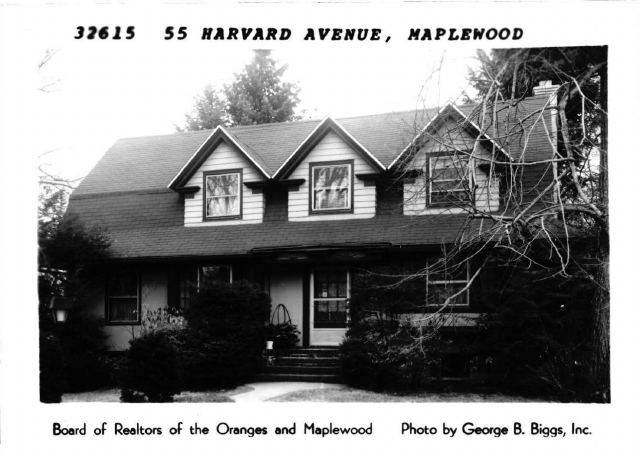 32615 55 HARVARD AVENUE, MAPLEWOOD
Board of Realtors of the Oranges and Maplewood Photo by George B. Biggs, Inc.